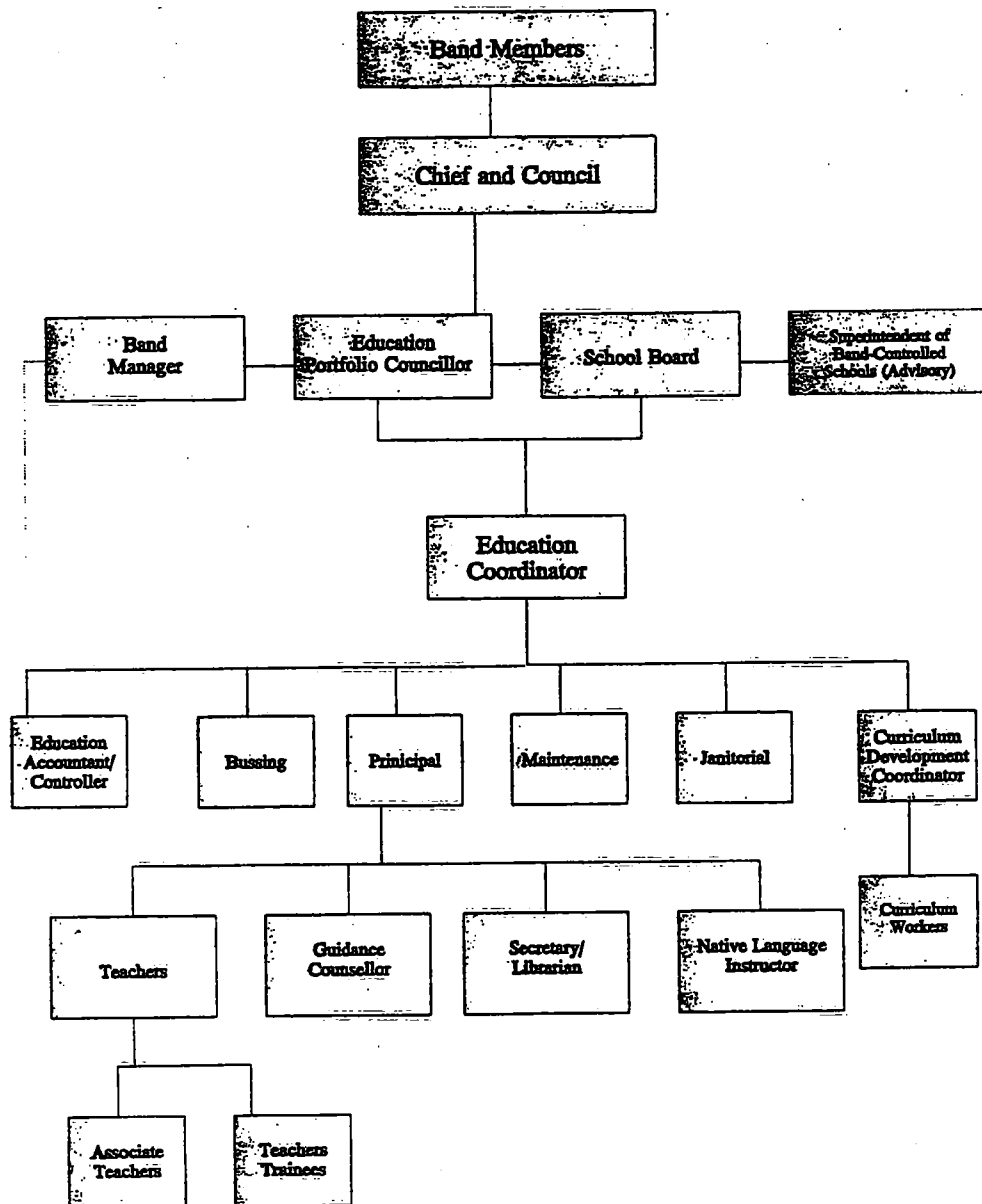 Band Members
Chief and Council
Band
Manager
Education
Portfolio Councillor
School Board
Superintendent of
Band-Controlled
Schools (Advisory)
Education
Coordinator
Education
Accountant/
Controller
Bussing
Prinicipal
Maintenance
Janitorial
Curriculum
Development
Coordinator
Teachers
Guidance
Counsellor
Secretary/
Librarian
Native Language
Instructor
Curriculum
Workers
Associate
Teachers
Teachers
Trainees